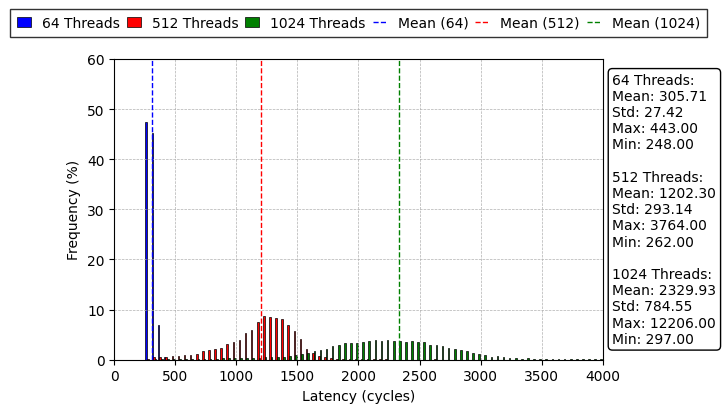 64 Threads 512 Threads 1024 Threads Mean (64) Mean (512) Mean (1024)
60
50
40
30
20
10
0
Frequency (%)
0 500 1000 1500 2000 2500 3000 3500 4000
Latency (cycles)
64 Threads:
Mean: 305.71
Std: 27.42
Max: 443.00
Min: 248.00
512 Threads:
Mean: 1202.30
Std: 293.14
Max: 3764.00
Min: 262.00
1024 Threads:
Mean: 2329.93
Std: 784.55
Max: 12206.00
Min: 297.00